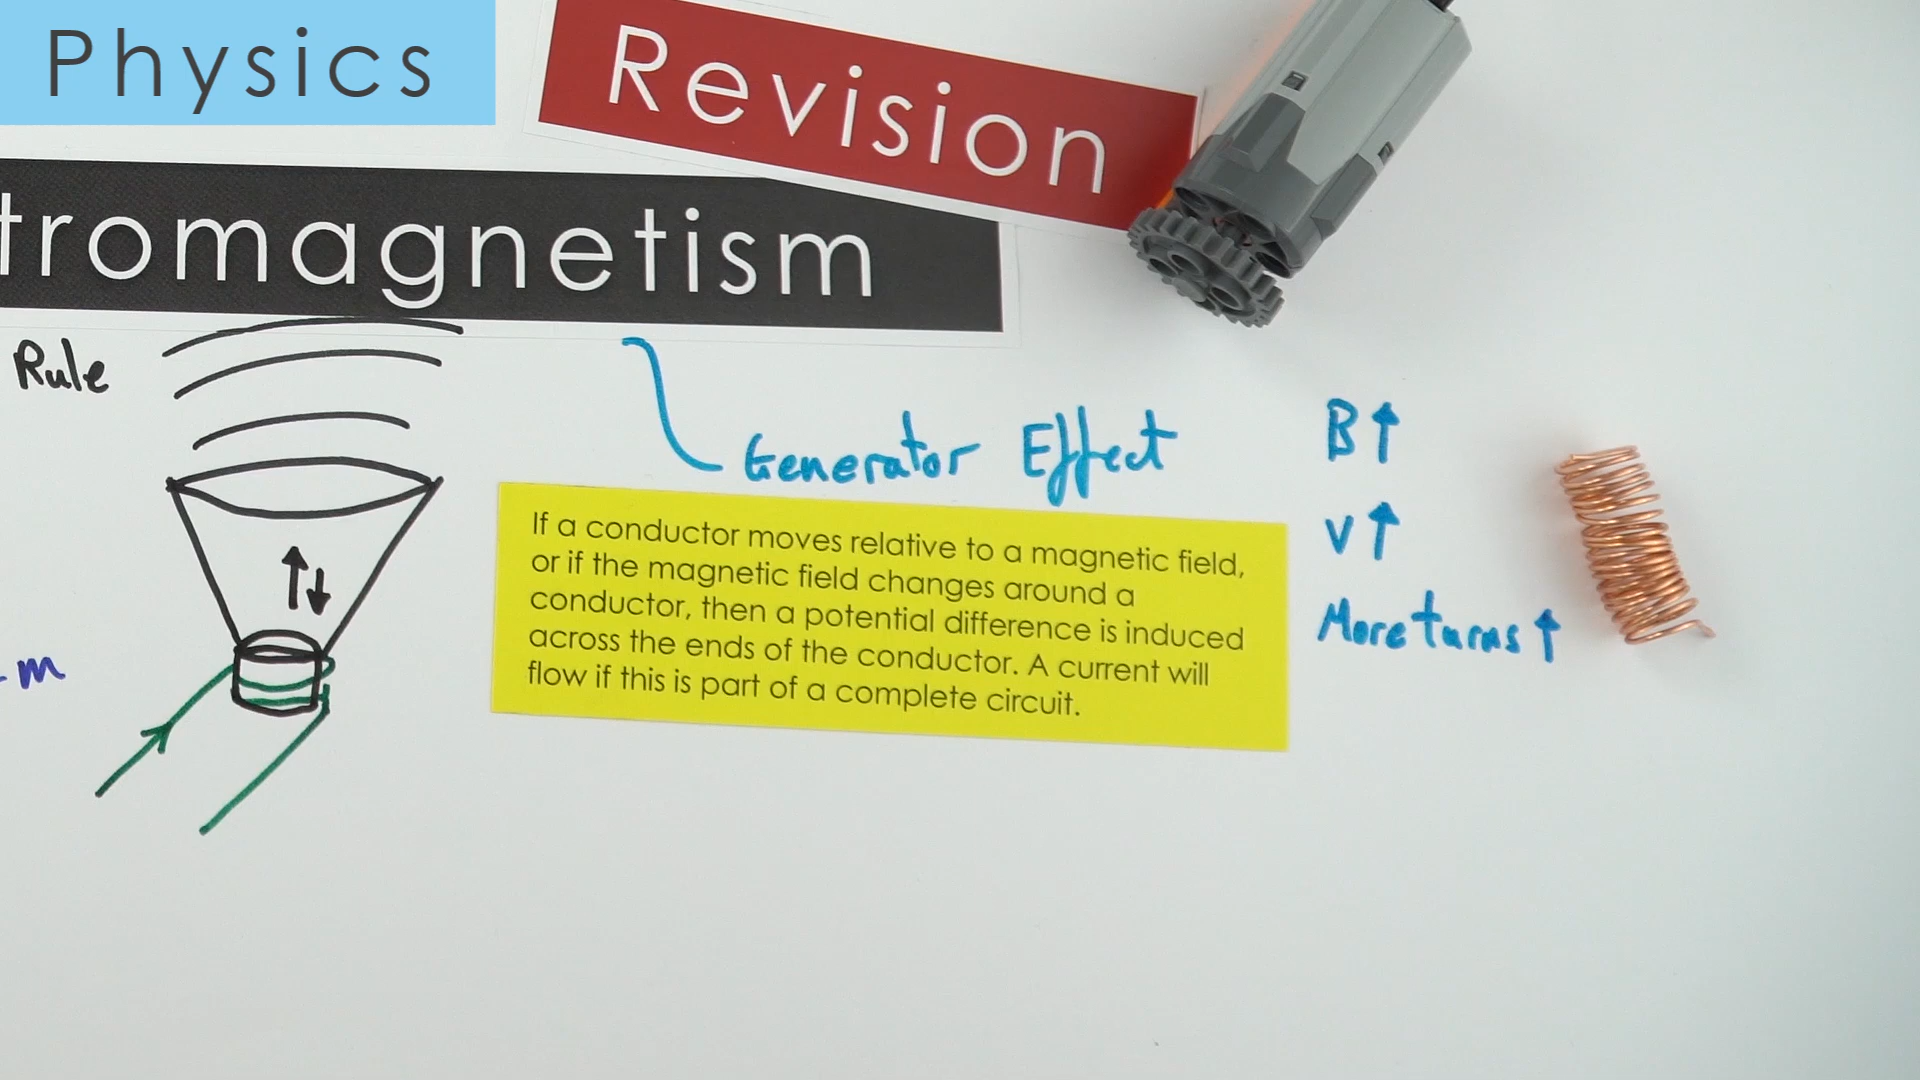 Physics
Revision
tromagnetism
Rule
Generator Effect
B↑
v↑
More turns↑
If a conductor moves relative to a magnetic field,
or if the magnetic field changes around a
conductor, then a potential difference is induced
across the ends of the conductor. A current will
flow if this is part of a complete circuit.
m